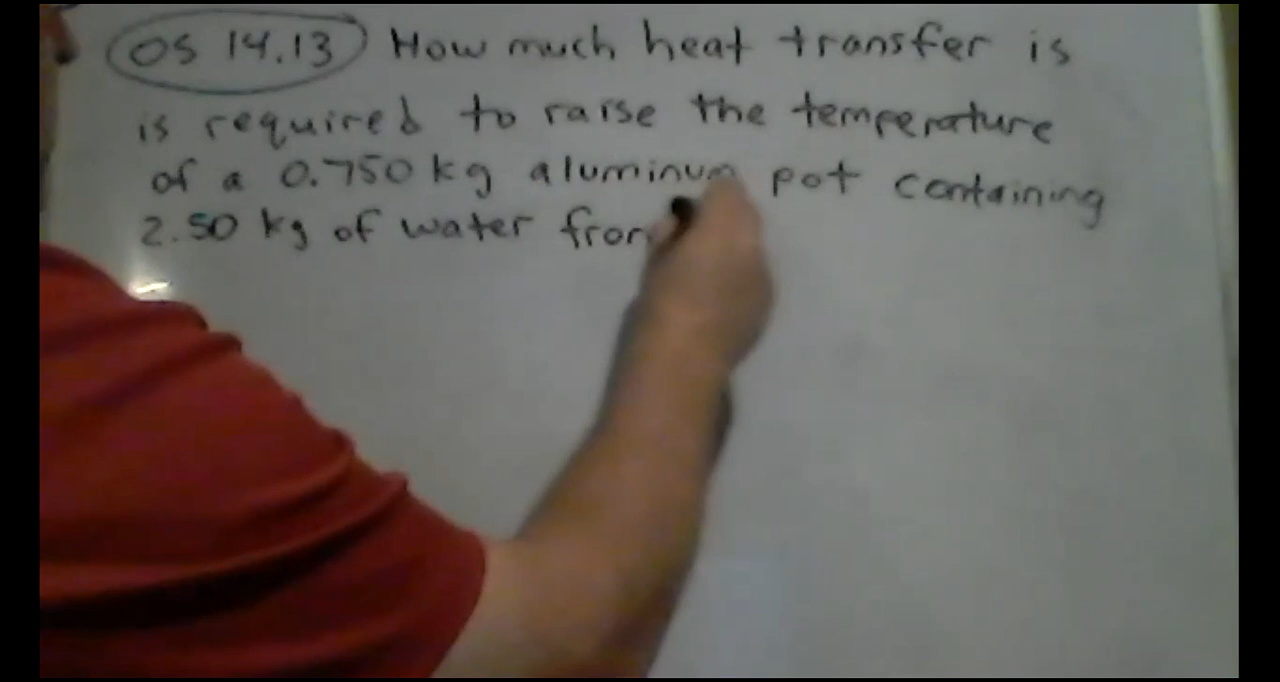 OS 14.13 How much heat transfer is
is required to raise the temperature
of a 0.750 kg aluminum pot containing
2.50 kg of water from